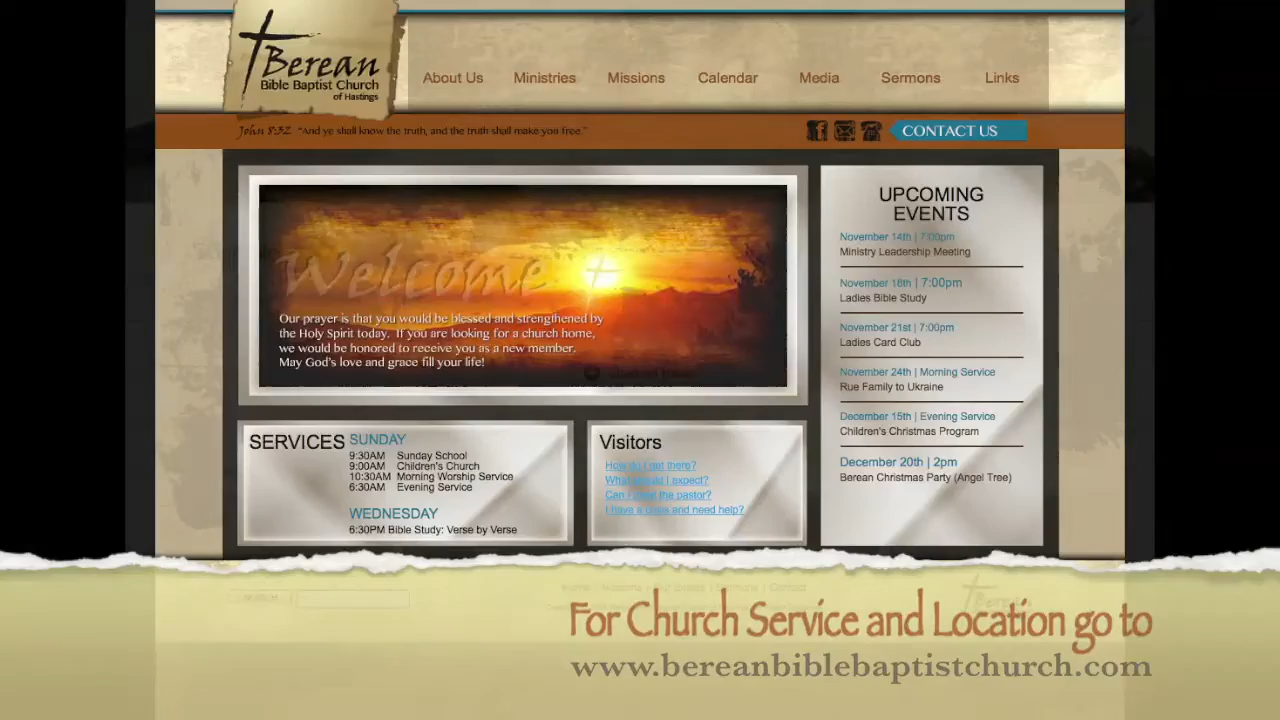 Berean
Bible Baptist Church
of Hastings
About Us Ministries Missions Calendar Media Sermons Links
John 8:32 "And ye shall know the truth, and the truth shall make you free."
CONTACT US
Welcome
Our prayer is that you would be blessed and strengthened by
the Holy Spirit today. If you are looking for a church home,
we would be honored to receive you as a new member.
May God's love and grace fill your life!
UPCOMING
EVENTS
November 14th | 7:00pm
Ministry Leadership Meeting
November 18th | 7:00pm
Ladies Bible Study
November 21st | 7:00pm
Ladies Card Club
November 24th | Morning Service
Rue Family to Ukraine
December 15th | Evening Service
Children's Christmas Program
December 20th | 2pm
Berean Christmas Party (Angel Tree)
SERVICES SUNDAY
9:30AM Sunday School
9:00AM Children's Church
10:30AM Morning Worship Service
6:30AM Evening Service
WEDNESDAY
6:30PM Bible Study: Verse by Verse
Visitors
How do I get there?
What should I expect?
Can I meet the pastor?
I have a crisis and need help?
Berean
For Church Service and Location go to
www.bereanbiblebaptistchurch.com